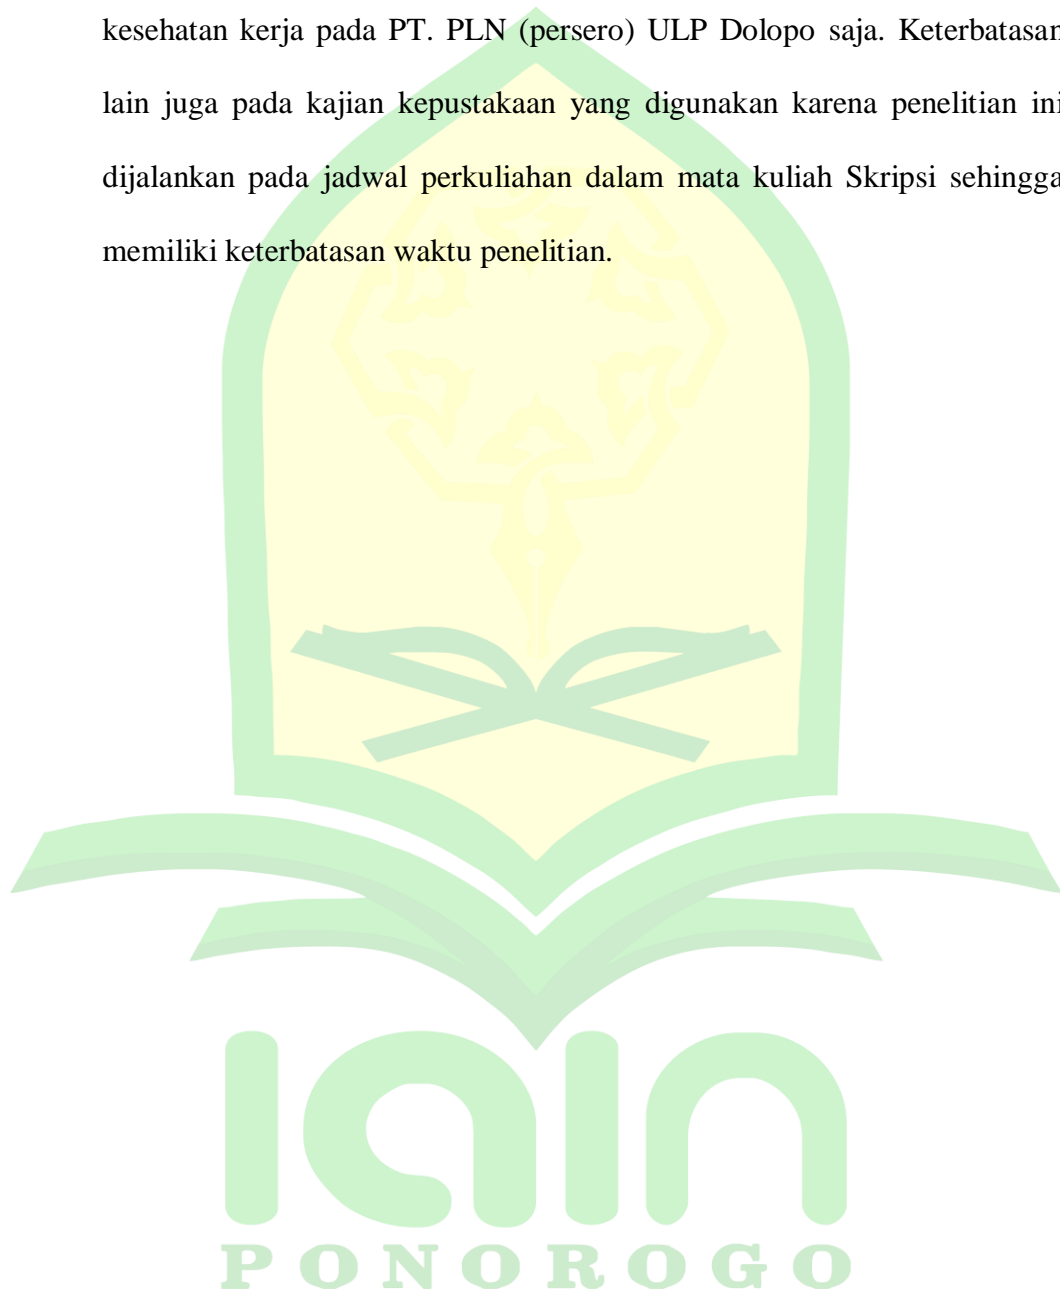 kesehatan kerja pada PT. PLN (persero) ULP Dolopo saja. Keterbatasan
lain juga pada kajian kepustakaan yang digunakan karena penelitian ini
dijalankan pada jadwal perkuliahan dalam mata kuliah Skripsi sehingga
memiliki keterbatasan waktu penelitian.
iain
PONOROGO